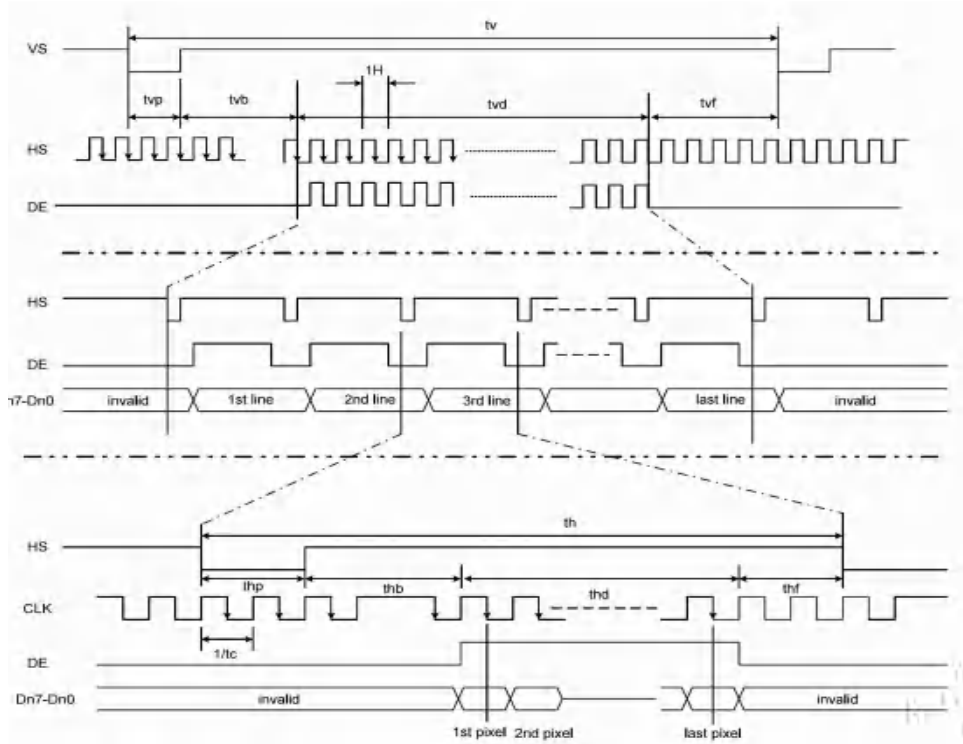 tv
VS
1H
tvp
tvb
tvd
tvf
HS
DE
HS
DE
n7-Dn0
invalid
1st line
2nd line
3rd line
last line
invalid
th
HS
thp
thb
thd
thf
CLK
1/tc
DE
Dn7-Dn0
invalid
invalid
1st pixel
2nd pixel
last pixel